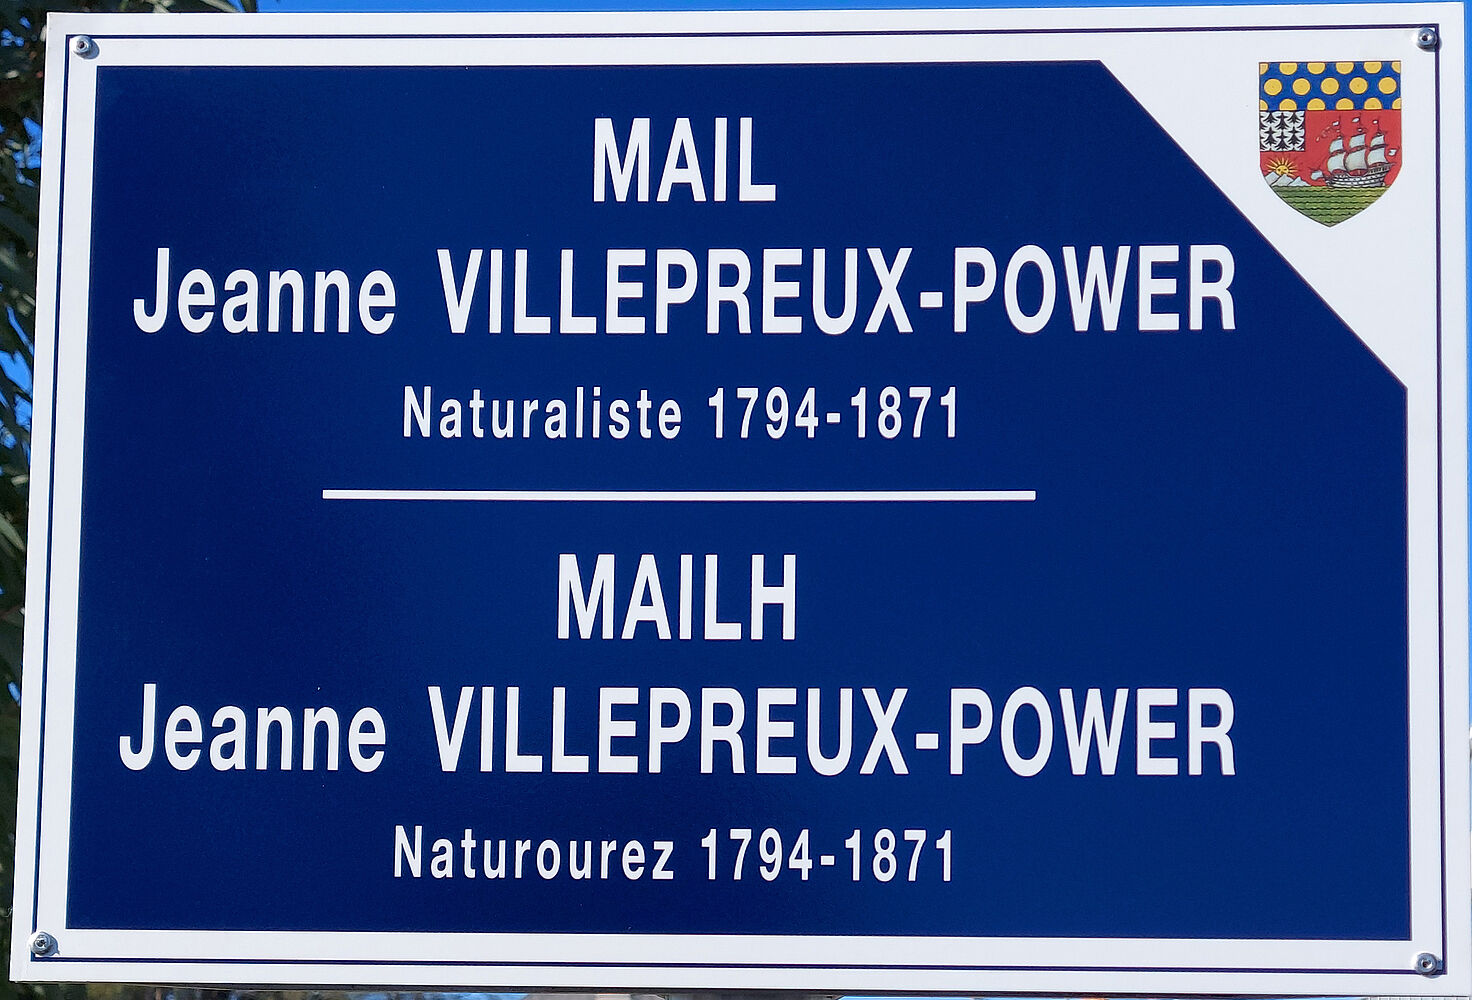 MAIL
Jeanne VILLEPREUX-POWER
Naturaliste 1794-1871
MAILH
Jeanne VILLEPREUX-POWER
Naturourez 1794-1871